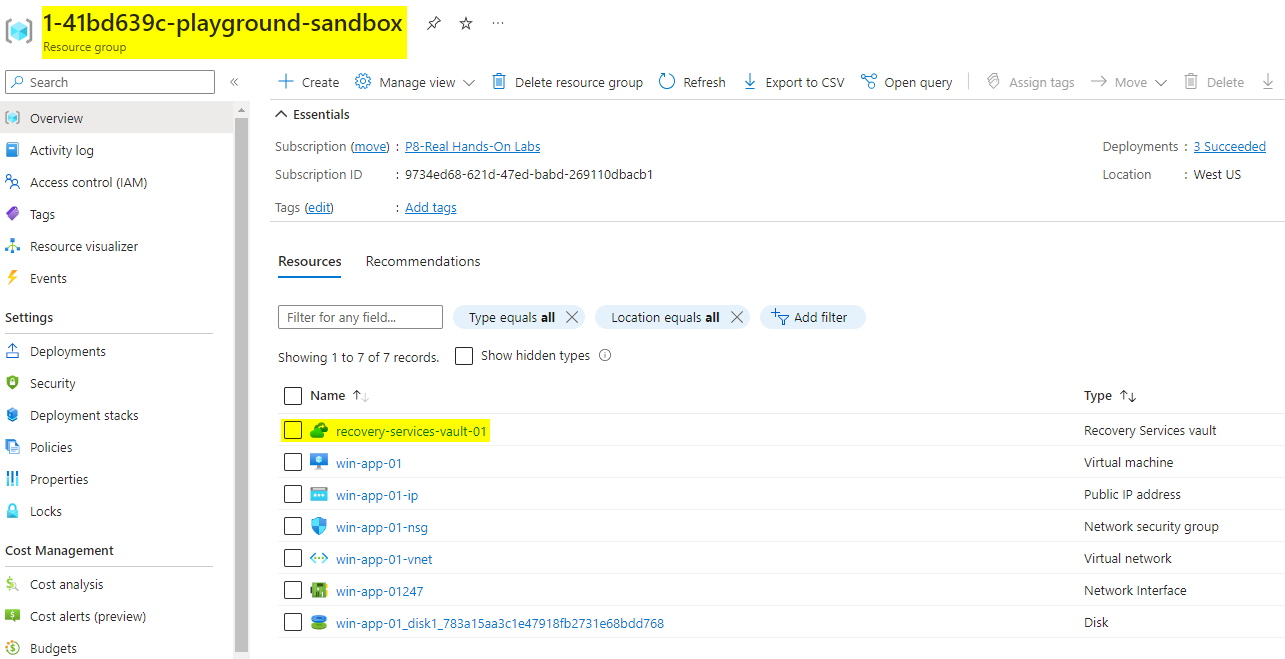 1-41bd639c-playground-sandbox
Resource group
Search
Create Manage view Delete resource group Refresh Export to CSV Open query Assign tags Move Delete
Overview
Activity log
Access control (IAM)
Tags
Resource visualizer
Events
Settings
Deployments
Security
Deployment stacks
Policies
Properties
Locks
Cost Management
Cost analysis
Cost alerts (preview)
Budgets
Essentials
Subscription (move) : P8-Real Hands-On Labs
Subscription ID : 9734ed68-621d-47ed-babd-269110dbacb1
Tags (edit) : Add tags
Deployments : 3 Succeeded
Location : West US
Resources Recommendations
Filter for any field... Type equals all Location equals all Add filter
Showing 1 to 7 of 7 records. Show hidden types
Name Type
recovery-services-vault-01 Recovery Services vault
win-app-01 Virtual machine
win-app-01-ip Public IP address
win-app-01-nsg Network security group
win-app-01-vnet Virtual network
win-app-01247 Network Interface
win-app-01_disk1_783a15aa3c1e47918fb2731e68bdd768 Disk